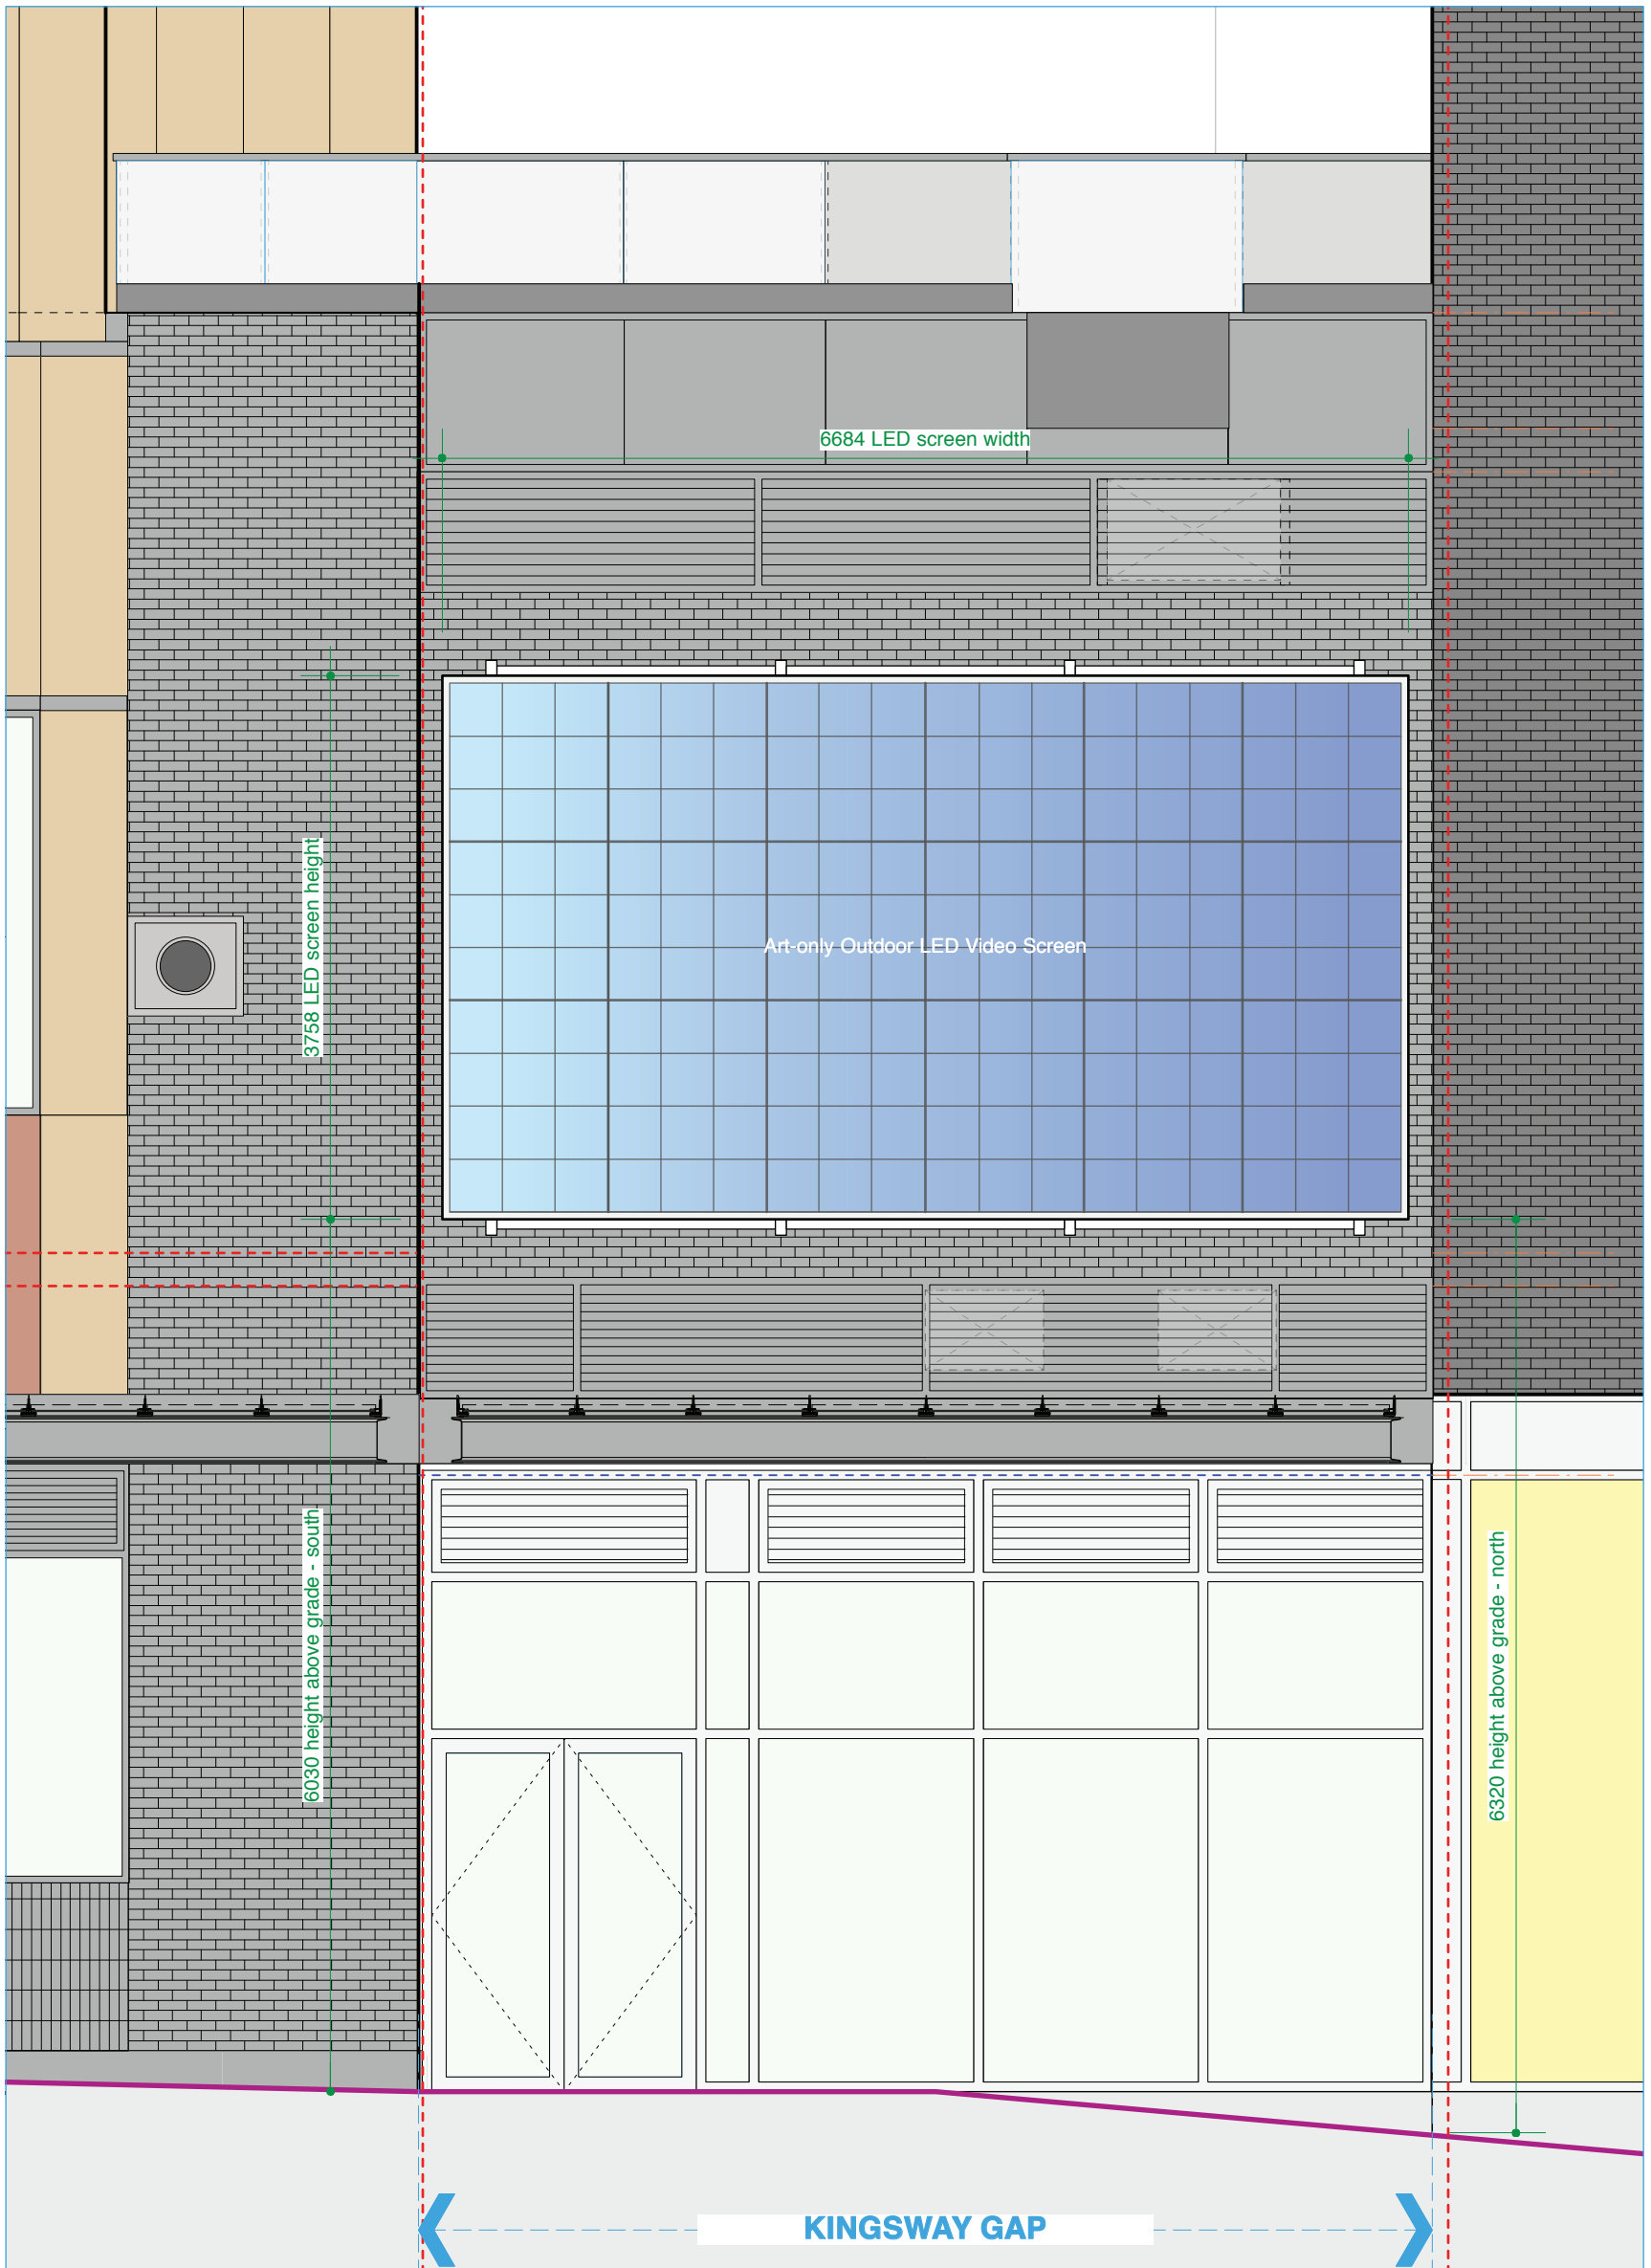 6684 LED screen width
3758 LED screen height
Art-only Outdoor LED Video Screen
6030 height above grade - south
6320 height above grade - north
KINGSWAY GAP